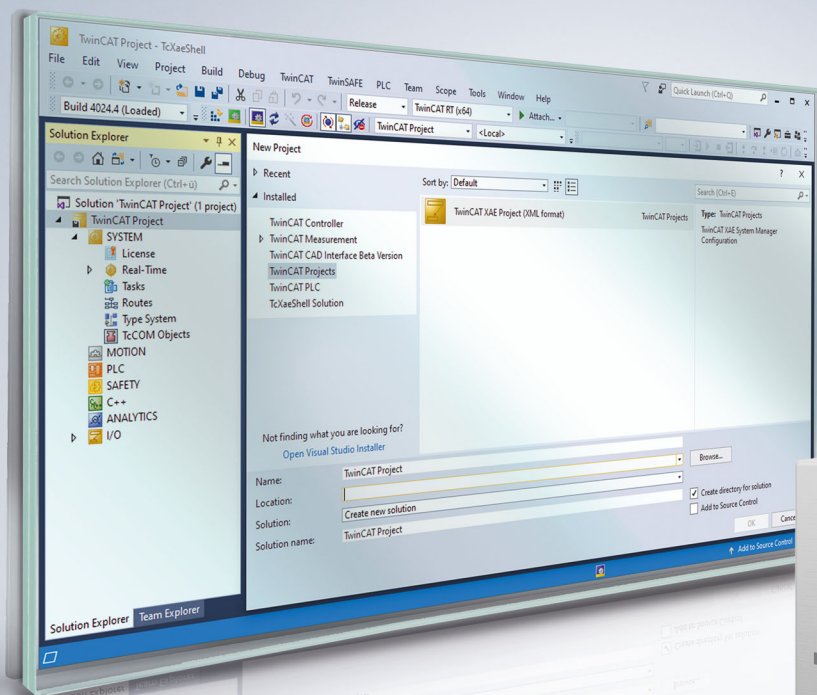 TwinCAT Project - TcXaeShell
File Edit View Project Build Debug TwinCAT TwinSAFE PLC Team Scope Tools Window Help
Quick Launch (Ctrl+Q)
Release TwinCAT RT (x64) Attach...
Build 4024.4 (Loaded) TwinCAT Project <Local>
Solution Explorer
Search Solution Explorer (Ctrl+ü)
Solution 'TwinCAT Project' (1 project)
TwinCAT Project
SYSTEM
License
Real-Time
Tasks
Routes
Type System
TcCOM Objects
MOTION
PLC
SAFETY
C++
ANALYTICS
I/O
Solution Explorer Team Explorer
New Project
? X
Recent
Installed
TwinCAT Controller
TwinCAT Measurement
TwinCAT CAD Interface Beta Version
TwinCAT Projects
TwinCAT PLC
TcXaeShell Solution
Not finding what you are looking for?
Open Visual Studio Installer
Sort by: Default
Search (Ctrl+E)
TwinCAT XAE Project (XML format) TwinCAT Projects
Type: TwinCAT Projects
TwinCAT XAE System Manager
Configuration
Name: TwinCAT Project
Location:
Browse...
Solution: Create new solution
Solution name: TwinCAT Project
Create directory for solution
Add to Source Control
OK Cance
Add to Source Control